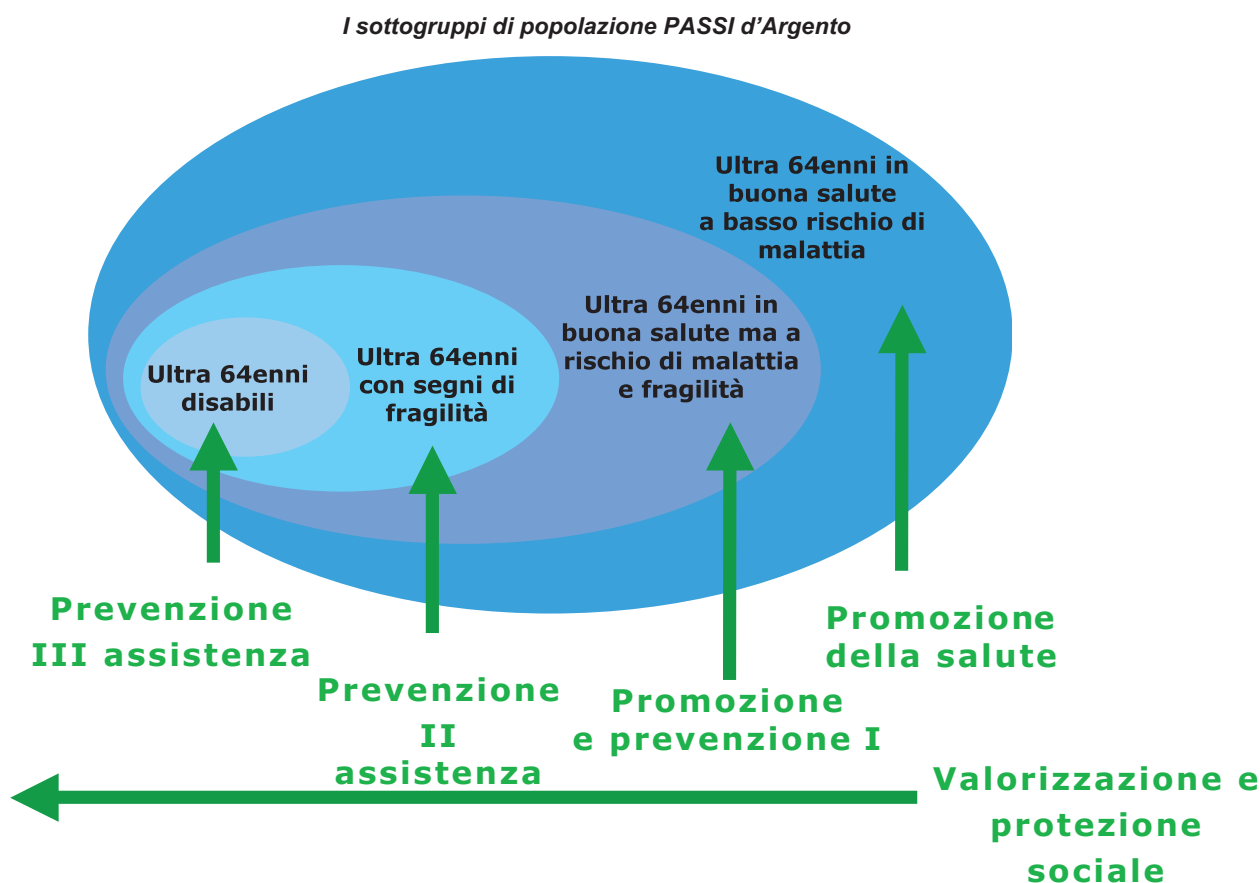 I sottogruppi di popolazione PASSI d’Argento
Ultra 64enni in
buona salute
a basso rischio di
malattia
Ultra 64enni in
buona salute ma a
rischio di malattia
e fragilità
Ultra 64enni
con segni di
fragilità
Ultra 64enni
disabili
Prevenzione
III assistenza
Prevenzione
II
assistenza
Promozione
e prevenzione I
Promozione
della salute
Valorizzazione e
protezione
sociale